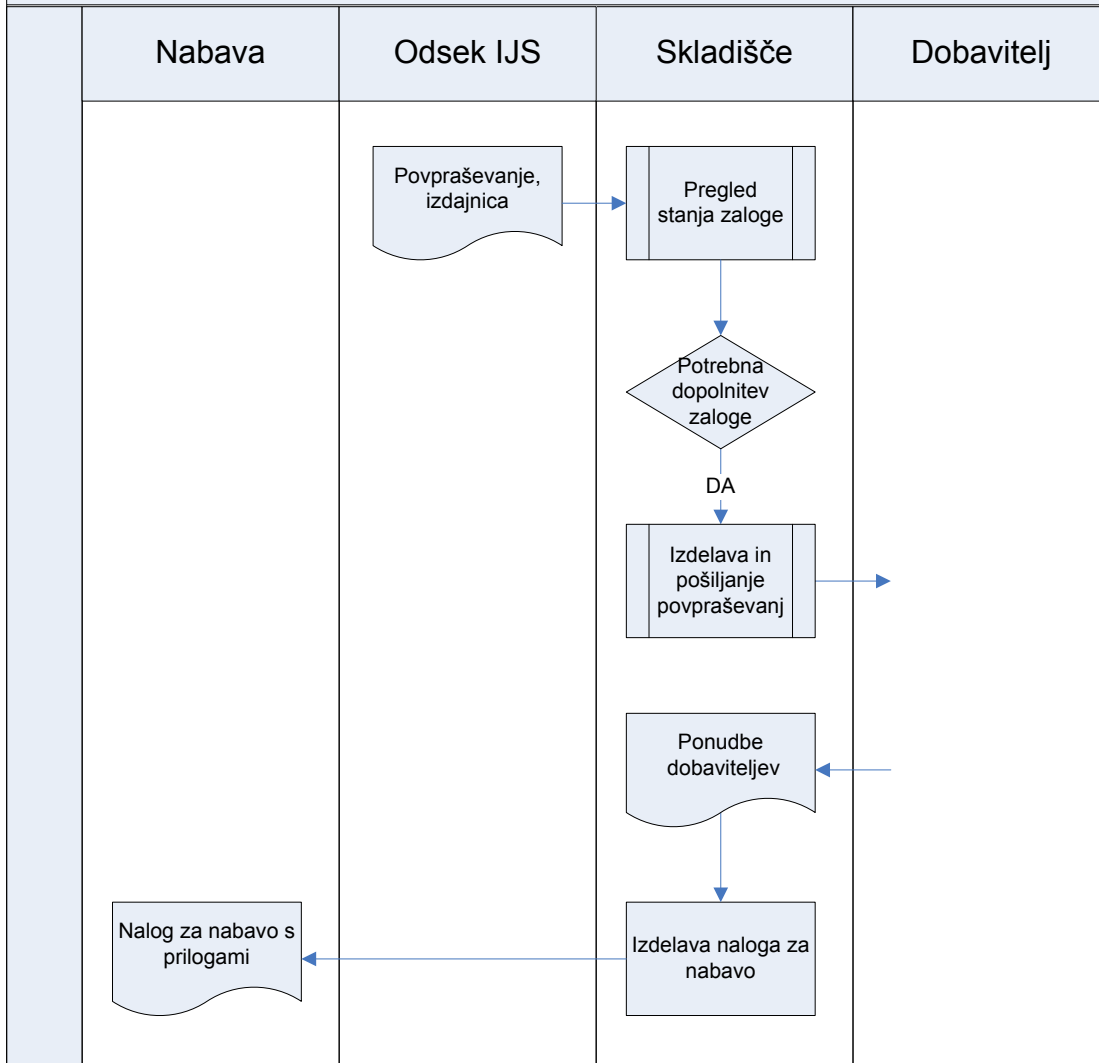 Nabava
Odsek IJS
Skladišče
Dobavitelj
Povpraševanje,
izdajnica
Pregled
stanja zaloge
Potrebna
dopolnitev
zaloge
DA
Izdelava in
pošiljanje
povpraševanj
Ponudbe
dobaviteljev
Nalog za nabavo s
prilogami
Izdelava naloga za
nabavo